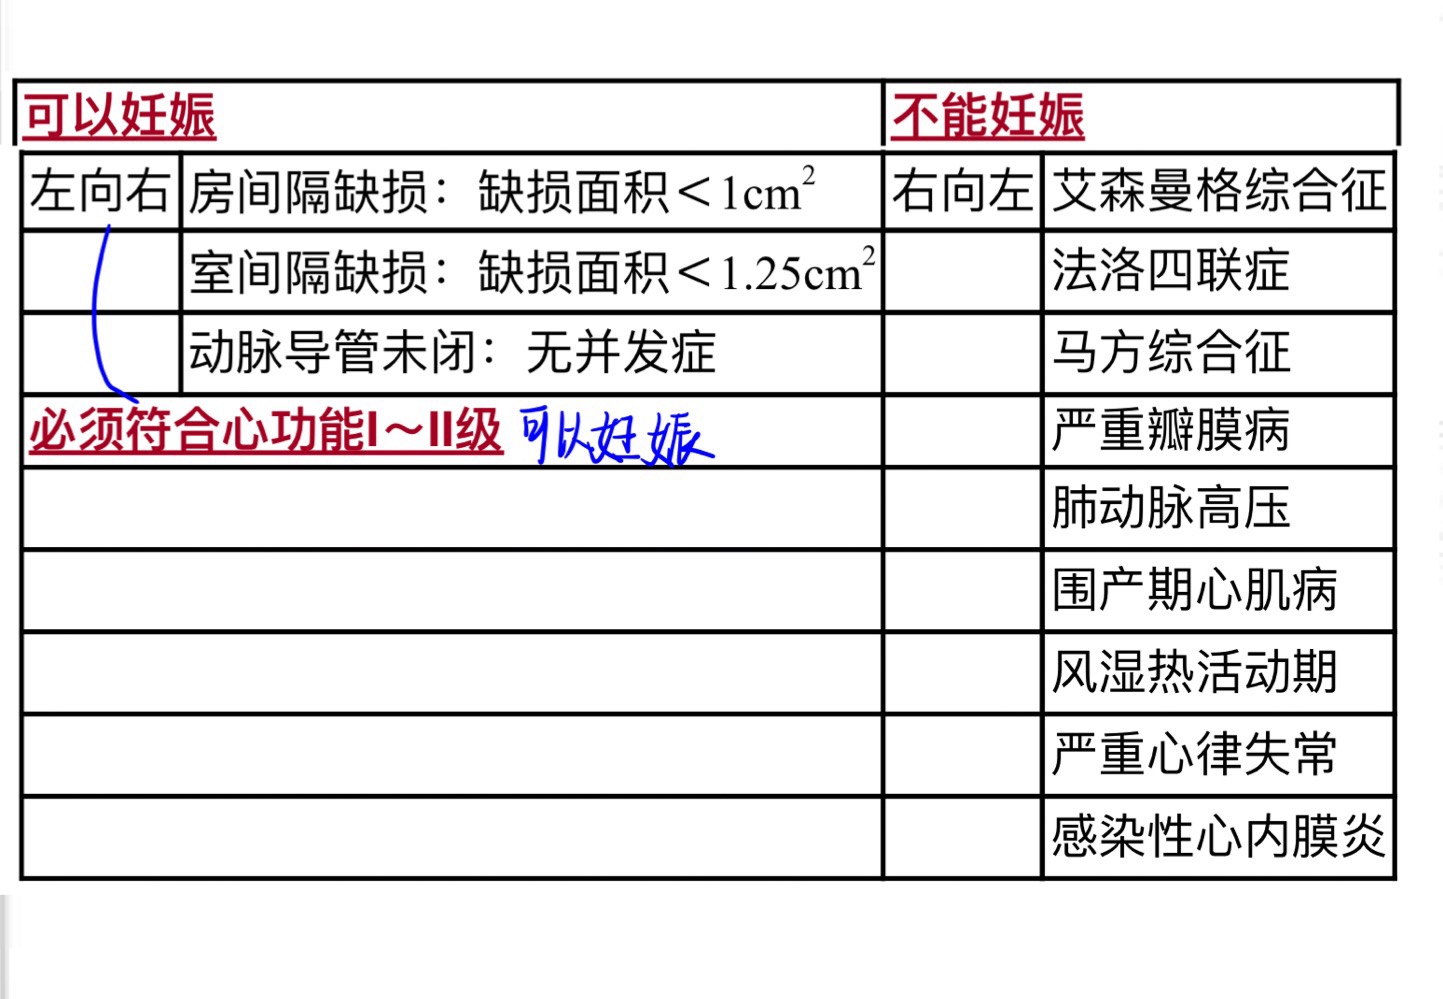 可以妊娠 不能妊娠
左向右 房间隔缺损：缺损面积＜1cm² 右向左 艾森曼格综合征
室间隔缺损：缺损面积＜1.25cm² 法洛四联症
动脉导管未闭：无并发症 马方综合征
必须符合心功能I～II级 可以妊娠 严重瓣膜病
肺动脉高压
围产期心肌病
风湿热活动期
严重心律失常
感染性心内膜炎